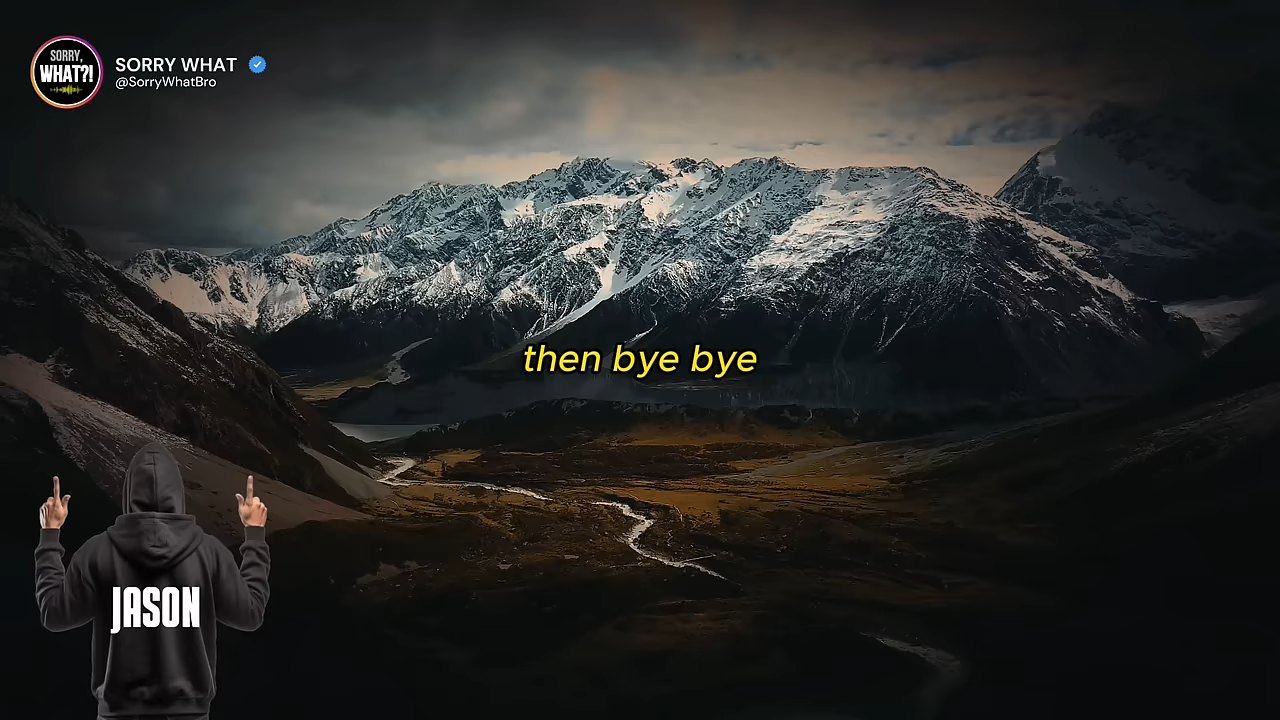 SORRY,
WHAT?!
SORRY WHAT
@SorryWhatBro
then bye bye
JASON